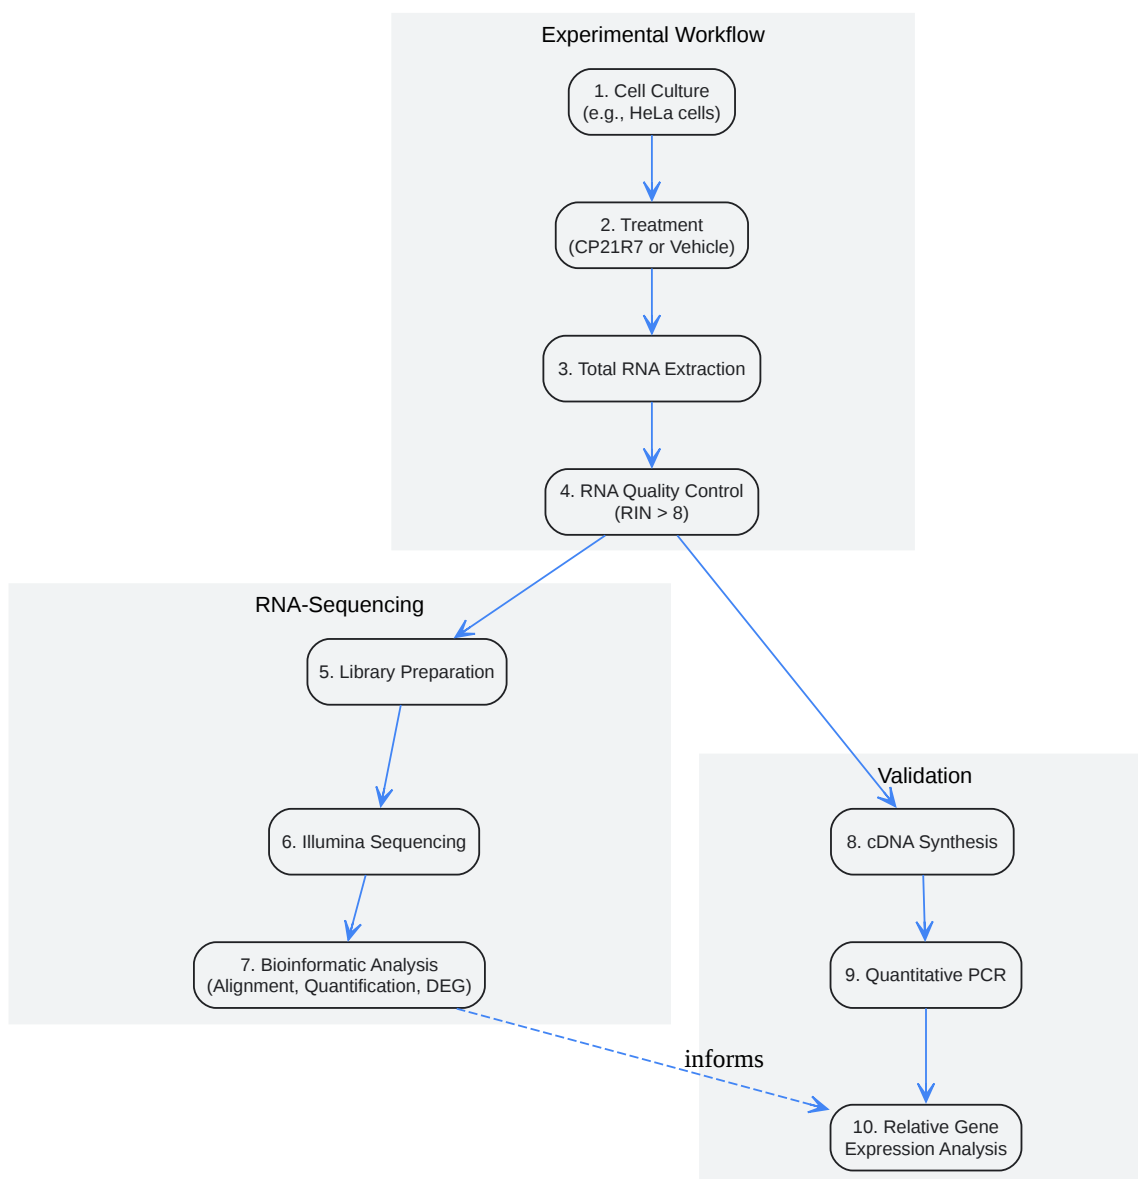 Experimental Workflow
1. Cell Culture
(e.g., HeLa cells)
2. Treatment
(CP21R7 or Vehicle)
3. Total RNA Extraction
4. RNA Quality Control
(RIN > 8)
RNA-Sequencing
5. Library Preparation
6. Illumina Sequencing
7. Bioinformatic Analysis
(Alignment, Quantification, DEG)
informs
Validation
8. cDNA Synthesis
9. Quantitative PCR
10. Relative Gene
Expression Analysis